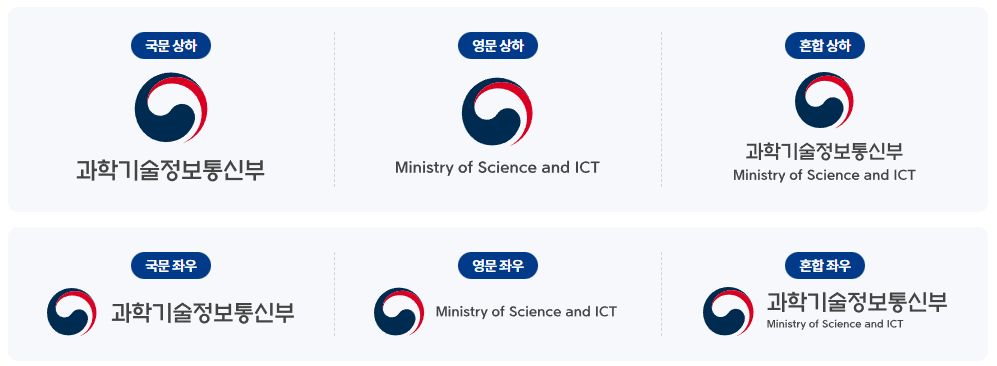 국문 상하
과학기술정보통신부
영문 상하
Ministry of Science and ICT
혼합 상하
과학기술정보통신부
Ministry of Science and ICT
국문 좌우
과학기술정보통신부
영문 좌우
Ministry of Science and ICT
혼합 좌우
과학기술정보통신부
Ministry of Science and ICT